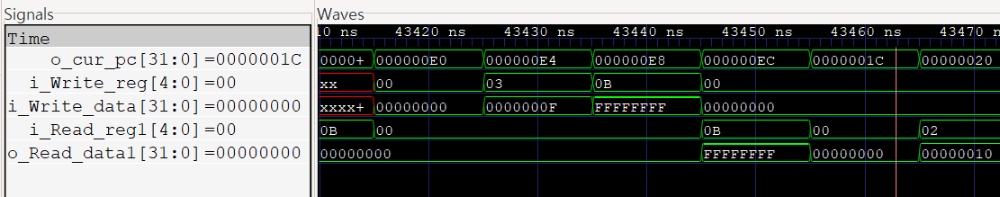 Signals Waves
Time 10 ns 43420 ns 43430 ns 43440 ns 43450 ns 43460 ns 43470
o_cur_pc[31:0]=0000001C 0000+ 000000E0 000000E4 000000E8 000000EC 0000001C 00000020
i_Write_reg[4:0]=00 xx 00 03 0B 00
i_Write_data[31:0]=00000000 xxxx+ 00000000 0000000F FFFFFFFF 00000000
i_Read_reg1[4:0]=00 0B 00 0B 00 02
o_Read_data1[31:0]=00000000 00000000 FFFFFFFF 00000000 00000010